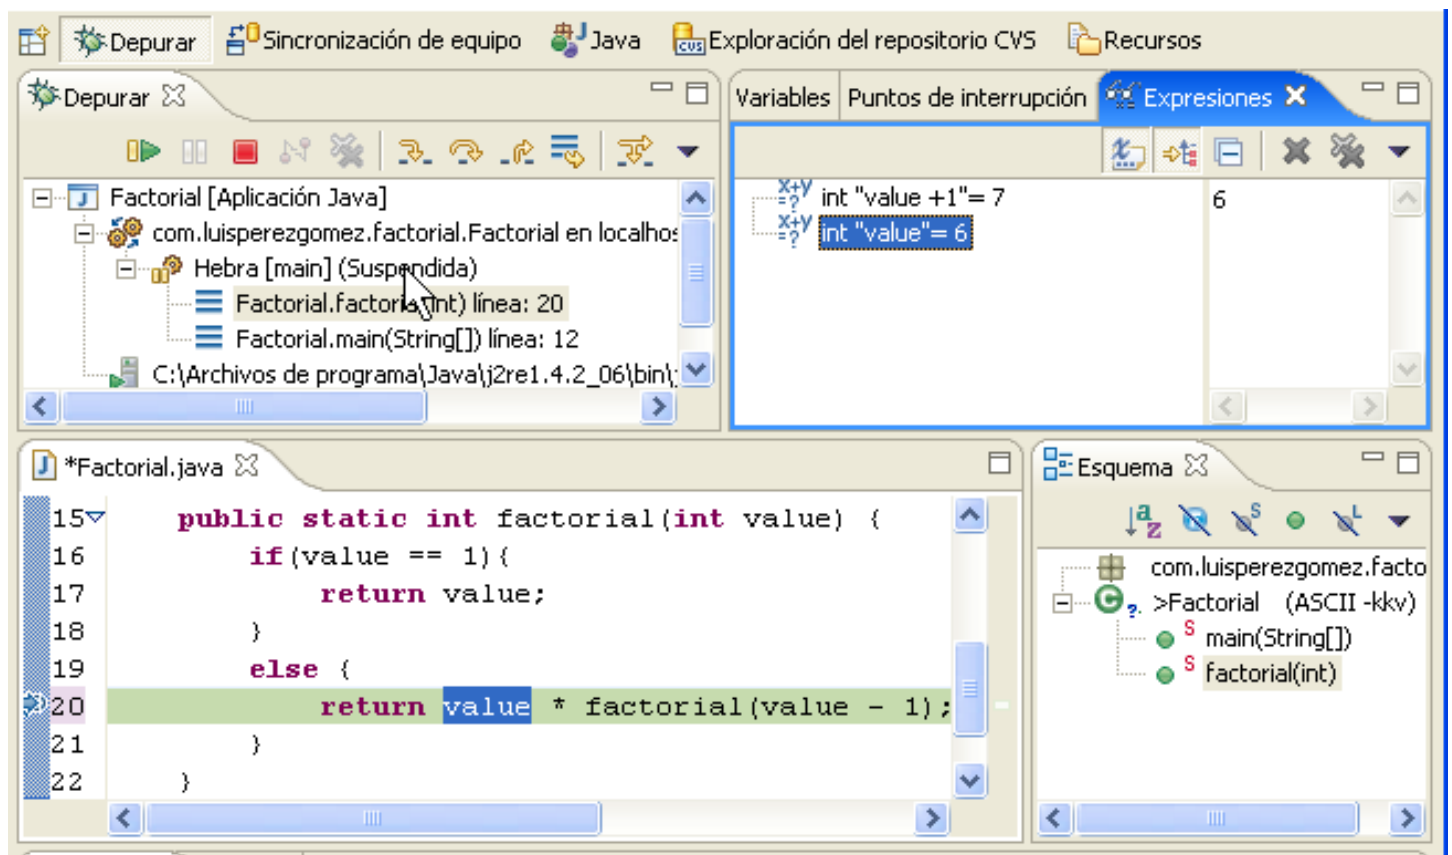 Depurar Sincronización de equipo Java CVS Exploración del repositorio CVS Recursos
Depurar
Factorial [Aplicación Java]
com.luisperezgomez.factorial.Factorial en localhos
Hebra [main] (Suspendida)
Factorial.factorial(int) línea: 20
Factorial.main(String[]) línea: 12
C:\Archivos de programa\Java\j2re1.4.2_06\bin\
Variables Puntos de interrupción Expresiones
x+y =? int "value +1"= 7
x+y =? int "value"= 6
6
*Factorial.java
15 public static int factorial(int value) {
16 if(value == 1){
17 return value;
18 }
19 else {
20 return value * factorial(value - 1);
21 }
22 }
Esquema
com.luisperezgomez.facto
>Factorial (ASCII -kkv)
S main(String[])
S factorial(int)